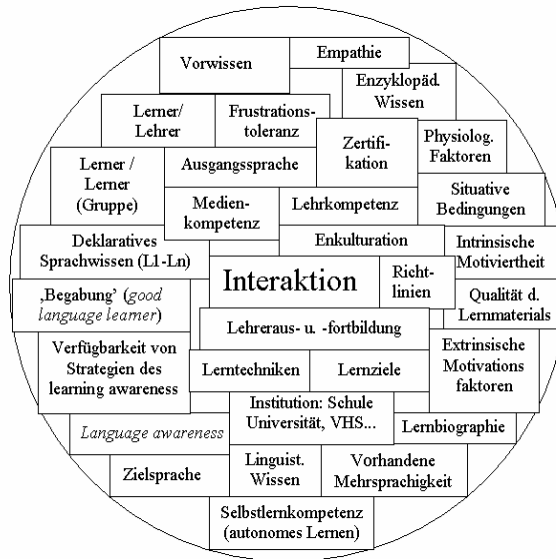 Vorwissen
Empathie
Enzyklopäd.
Wissen
Lerner/
Lehrer
Frustrations-
toleranz
Zertifi-
kation
Physiolog.
Faktoren
Lerner /
Lerner
(Gruppe)
Ausgangssprache
Medien-
kompetenz
Lehrkompetenz
Situative
Bedingungen
Deklaratives
Sprachwissen (L1-Ln)
Enkulturation
Intrinsische
Motiviertheit
Interaktion
Richt-
linien
‚Begabung’ (good
language learner)
Qualität d.
Lernmaterials
Lehreraus- u. -fortbildung
Verfügbarkeit von
Strategien des
learning awareness
Lerntechniken
Lernziele
Extrinsische
Motivations
faktoren
Institution: Schule
Universität, VHS...
Language awareness
Lernbiographie
Zielsprache
Linguist.
Wissen
Vorhandene
Mehrsprachigkeit
Selbstlernkompetenz
(autonomes Lernen)